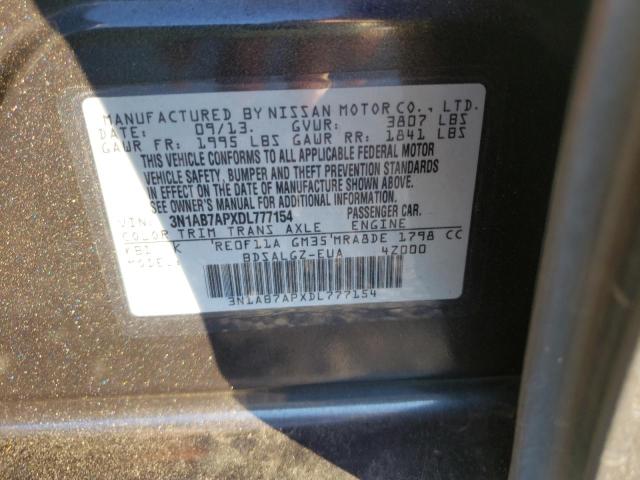 MANUFACTURED BY NISSAN MOTOR CO., LTD.
DATE: 09/13. GVWR: 3807 LBS
GAWR FR: 1995 LBS GAWR RR: 1841 LBS
THIS VEHICLE CONFORMS TO ALL APPLICABLE FEDERAL MOTOR
VEHICLE SAFETY, BUMPER AND THEFT PREVENTION STANDARDS
IN EFFECT ON THE DATE OF MANUFACTURE SHOWN ABOVE.
SEE OWNER'S MANUAL FOR ADDITIONAL INFORMATION.
VIN: 3N1AB7APXDL777154 PASSENGER CAR.
COLOR TRIM TRANS AXLE ENGINE
K RE0F11A GM35 MRA8DE 1798 CC
BDSALGZ-EUA 4Z000
3N1AB7APXDL777154